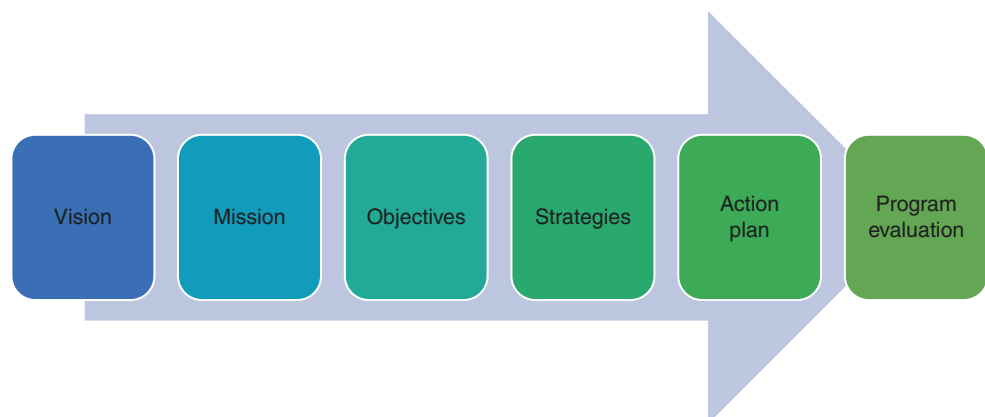 Vision
Mission
Objectives
Strategies
Action
plan
Program
evaluation